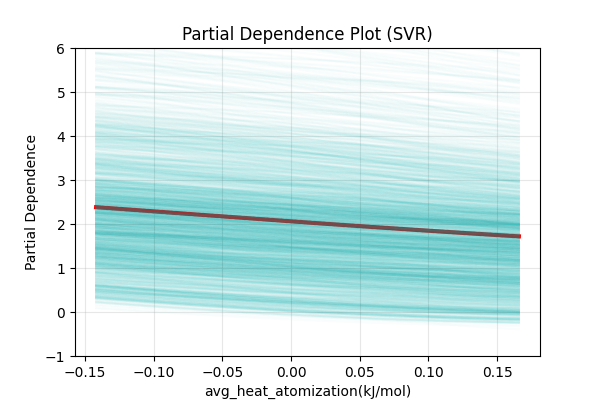 Partial Dependence Plot (SVR)
Partial Dependence
6
5
4
3
2
1
0
−1
−0.15 −0.10 −0.05 0.00 0.05 0.10 0.15
avg_heat_atomization(kJ/mol)